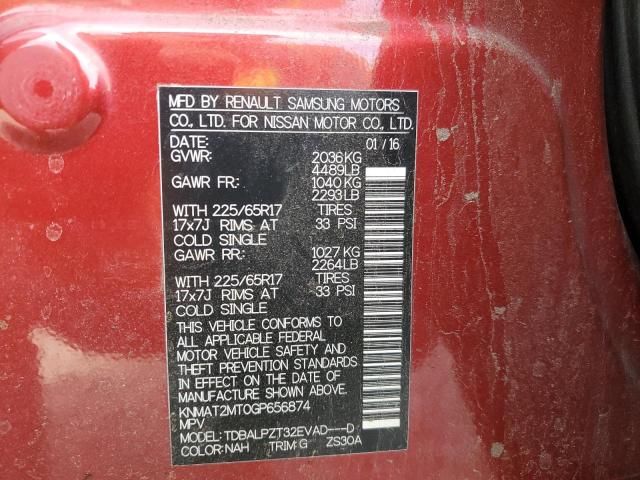 MFD BY RENAULT SAMSUNG MOTORS
CO., LTD. FOR NISSAN MOTOR CO., LTD.
DATE: 01/16
GVWR: 2036KG
4489LB
GAWR FR: 1040KG
2293LB
WITH 225/65R17 TIRES
17x7J RIMS AT 33 PSI
COLD SINGLE
GAWR RR: 1027KG
2264LB
WITH 225/65R17 TIRES
17x7J RIMS AT 33 PSI
COLD SINGLE
THIS VEHICLE CONFORMS TO
ALL APPLICABLE FEDERAL
MOTOR VEHICLE SAFETY AND
THEFT PREVENTION STANDARDS
IN EFFECT ON THE DATE OF
MANUFACTURE SHOWN ABOVE.
KNMAT2MT0GP656874
MPV
MODEL: TDBALPZT32EVAD---D
COLOR: NAH TRIM: G ZS30A